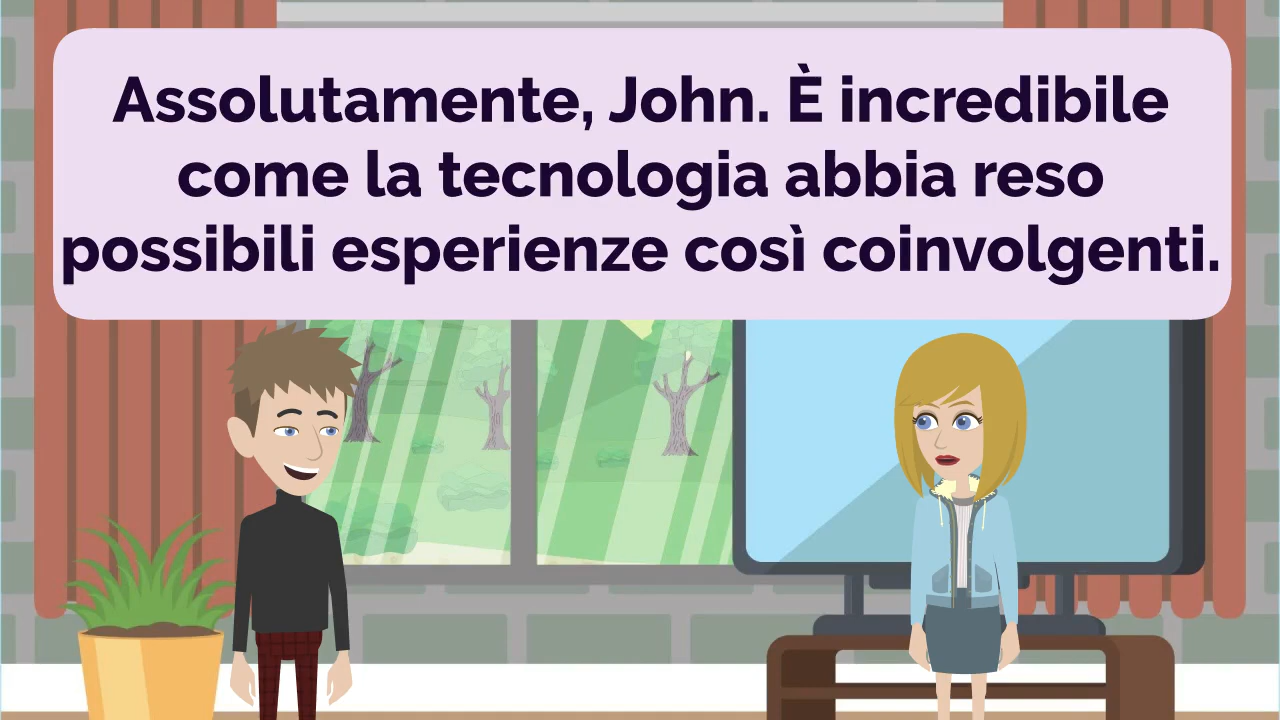 Assolutamente, John. È incredibile
come la tecnologia abbia reso
possibili esperienze così coinvolgenti.